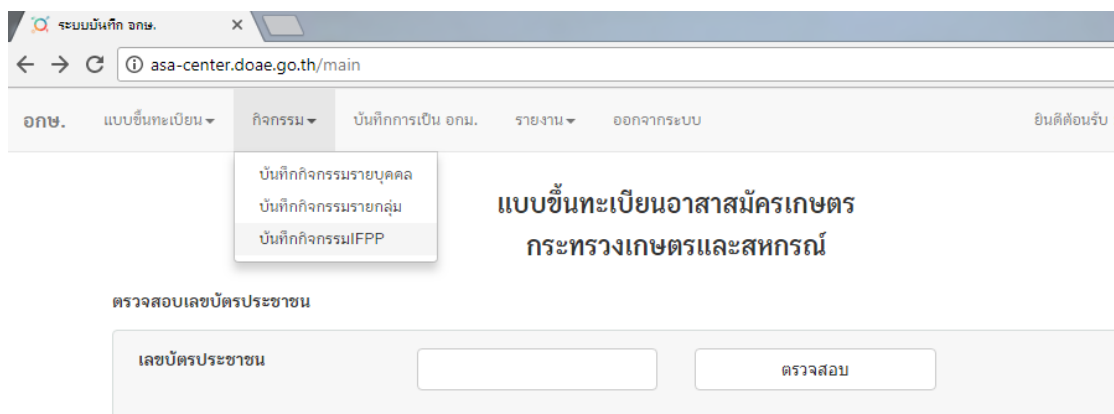 ระบบบันทึก อกษ.
asa-center.doae.go.th/main
อกษ. แบบขึ้นทะเบียน กิจกรรม บันทึกการเป็น อกม. รายงาน ออกจากระบบ ยินดีต้อนรับ
บันทึกกิจกรรมรายบุคคล
บันทึกกิจกรรมรายกลุ่ม
บันทึกกิจกรรมIFPP
แบบขึ้นทะเบียนอาสาสมัครเกษตร
กระทรวงเกษตรและสหกรณ์
ตรวจสอบเลขบัตรประชาชน
เลขบัตรประชาชน ตรวจสอบ